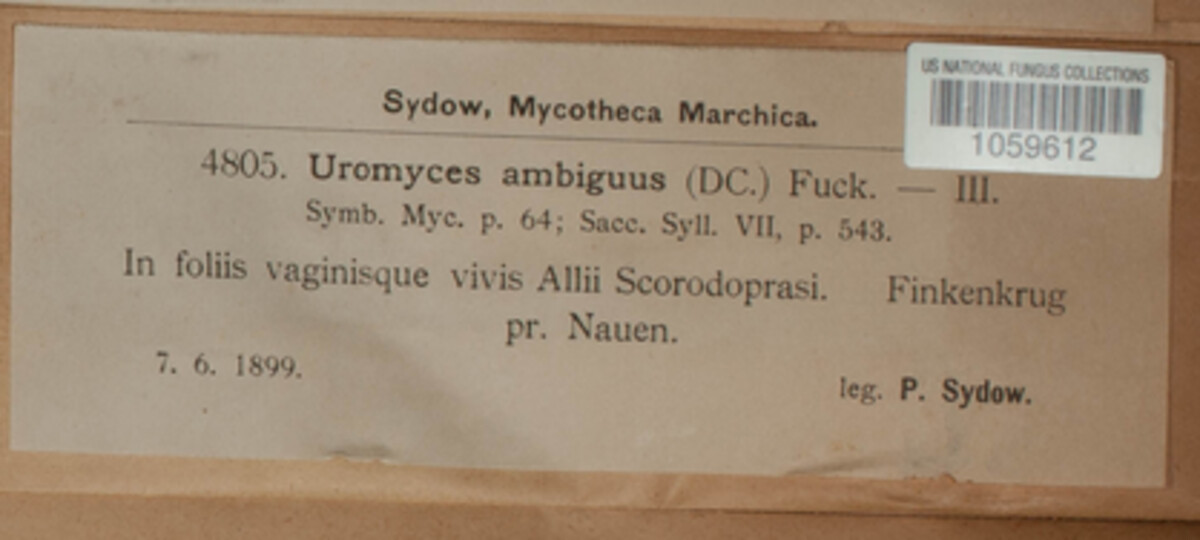 US NATIONAL FUNGUS COLLECTIONS
1059612
Sydow, Mycotheca Marchica.
4805. Uromyces ambiguus (DC.) Fuck. — III.
Symb. Myc. p. 64; Sacc. Syll. VII, p. 543.
In foliis vaginisque vivis Allii Scorodoprasi. Finkenkrug
pr. Nauen.
7. 6. 1899.
leg. P. Sydow.